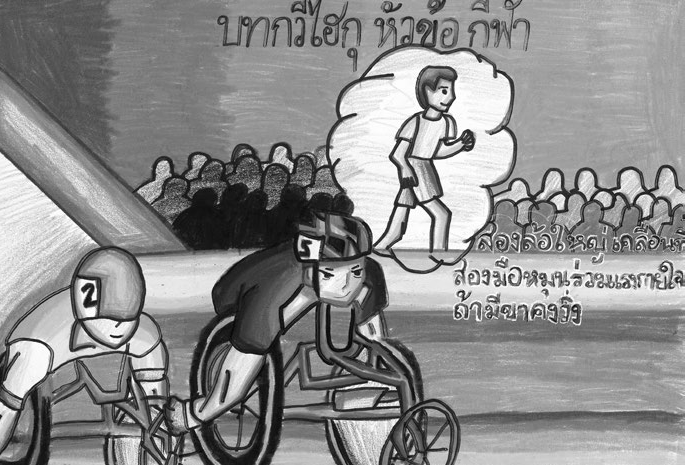 บทกวีไฮกุ หัวข้อ กีฬา
5
2
สองล้อใหญ่ เคลื่อนที่
สองมือหมุนร่วมแรงกายใจ
ถ้ามีขาคงวิ่ง